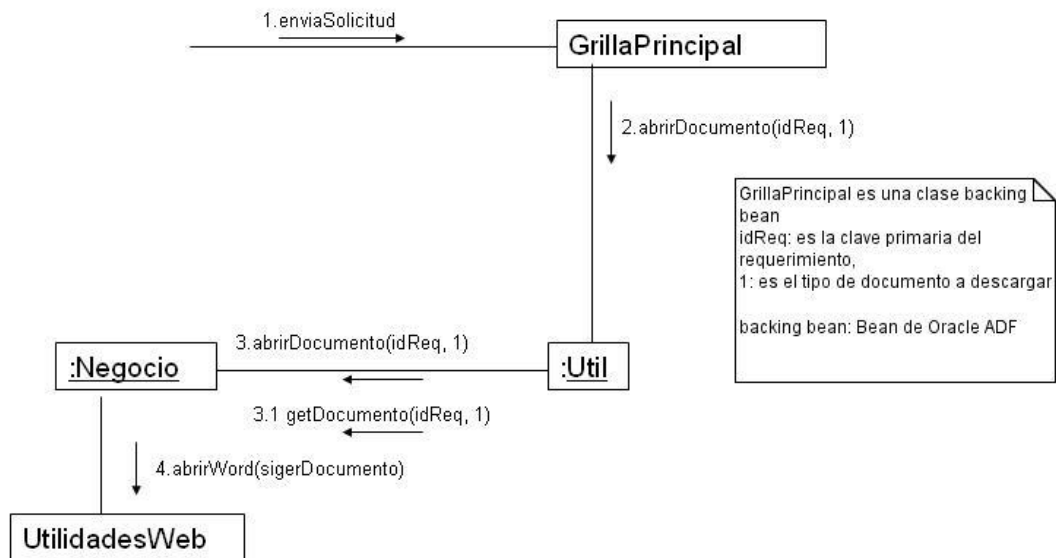 1.enviaSolicitud
GrillaPrincipal
2.abrirDocumento(idReq, 1)
GrillaPrincipal es una clase backing
bean
idReq: es la clave primaria del
requerimiento,
1: es el tipo de documento a descargar
backing bean: Bean de Oracle ADF
:Negocio
3.abrirDocumento(idReq, 1)
:Util
3.1 getDocumento(idReq, 1)
4.abrirWord(sigerDocumento)
UtilidadesWeb